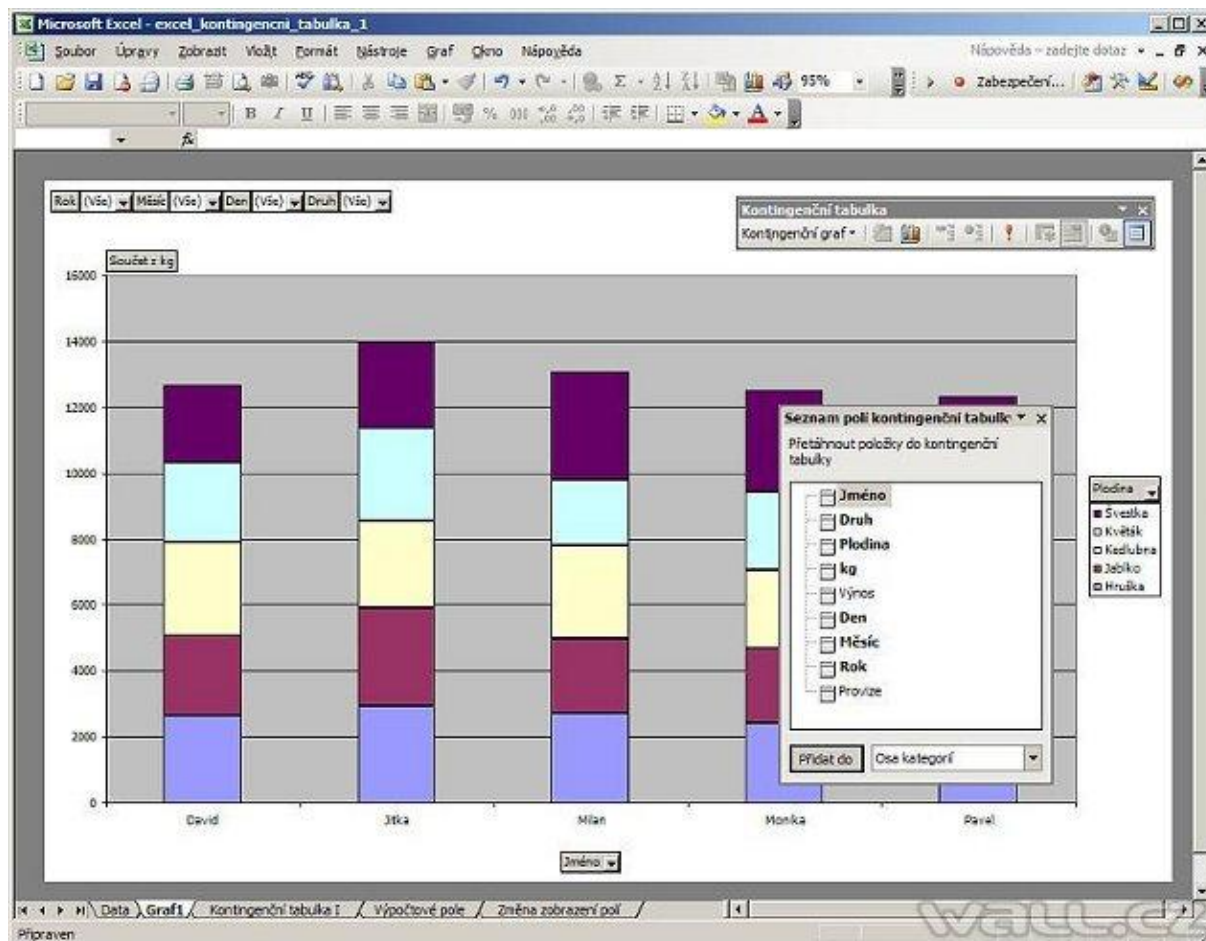 Microsoft Excel - excel_kontingencni_tabulka_1
Soubor Úpravy Zobrazit Vložit Formát Nástroje Graf Okno Nápověda Nápověda – zadejte dotaz
95% Zabezpečení...
Rok (Vše) Měsíc (Vše) Den (Vše) Druh (Vše)
Kontingenční tabulka
Kontingenční graf
Součet z kg
16000
14000
12000
10000
8000
6000
4000
2000
0
David Jitka Milan Monika Pavel
Jméno
Seznam polí kontingenční tabulk
Přetáhnout položky do kontingenční
tabulky
Jméno
Druh
Plodina
kg
Výnos
Den
Měsíc
Rok
Provize
Přidat do Osa kategorií
Plodina
Švestka
Květák
Kedlubna
Jablko
Hruška
Data Graf1 Kontingenční tabulka I Výpočtové pole Změna zobrazení polí
Připraven
wall.cz